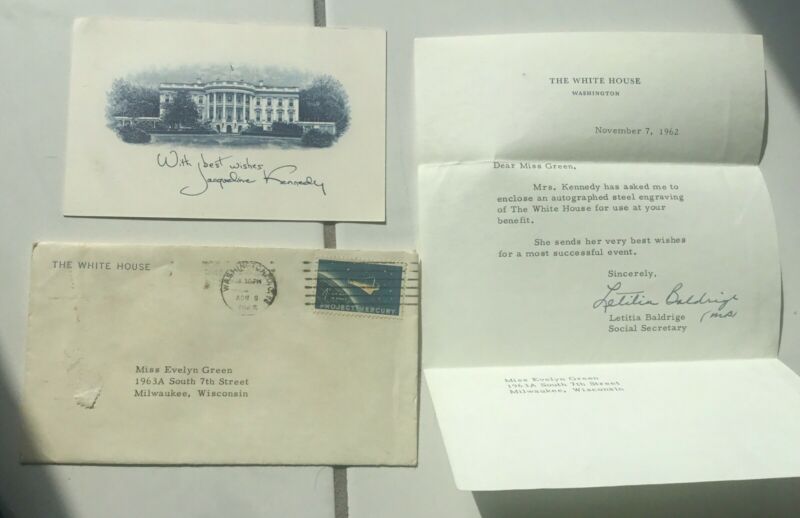 With best wishes
Jacqueline Kennedy
THE WHITE HOUSE
WASHINGTON
PROJECT MERCURY
Miss Evelyn Green
1963A South 7th Street
Milwaukee, Wisconsin
THE WHITE HOUSE
WASHINGTON
November 7, 1962
Dear Miss Green,
Mrs. Kennedy has asked me to
enclose an autographed steel engraving
of The White House for use at your
benefit.
She sends her very best wishes
for a most successful event.
Sincerely,
Letitia Baldrige
Letitia Baldrige
Social Secretary
Miss Evelyn Green
1963A South 7th Street
Milwaukee, Wisconsin